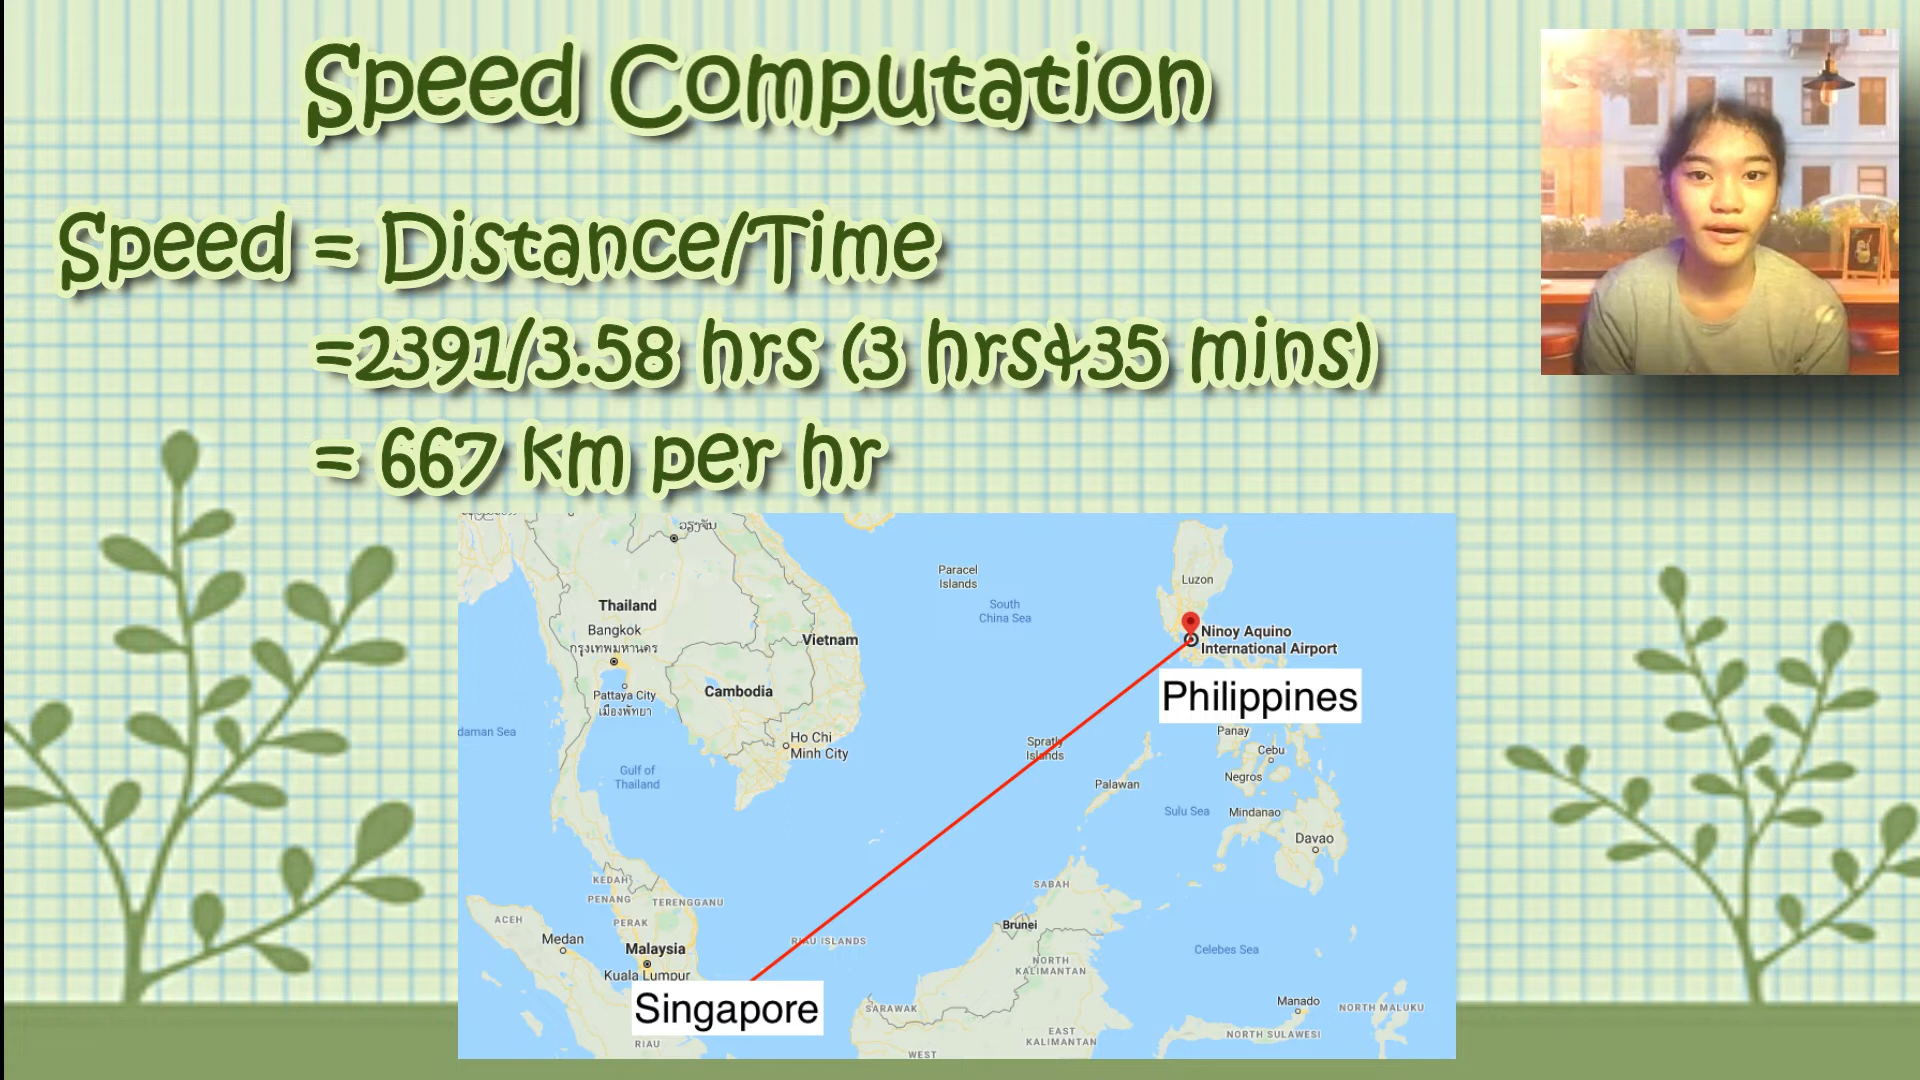 Speed Computation
Speed = Distance/Time
=2391/3.58 hrs (3 hrs&35 mins)
= 667 km per hr
ວຽງຈັນ
Luzon
Paracel
Islands
South
China Sea
Thailand
Bangkok
กรุงเทพมหานคร
Vietnam
Ninoy Aquino
International Airport
Philippines
Cambodia
Pattaya City
เมืองพัทยา
daman Sea
Ho Chi
Minh City
Gulf of
Thailand
Spratly
Islands
Panay
Cebu
Negros
Palawan
Sulu Sea
Mindanao
Davao
KEDAH
PENANG
TERENGGANU
PERAK
ACEH
Medan
Malaysia
Kuala Lumpur
RIAU ISLANDS
SABAH
Brunei
NORTH
KALIMANTAN
Celebes Sea
Singapore
SARAWAK
Manado
NORTH MALUKU
EAST
KALIMANTAN
NORTH SULAWESI
RIAU
WEST